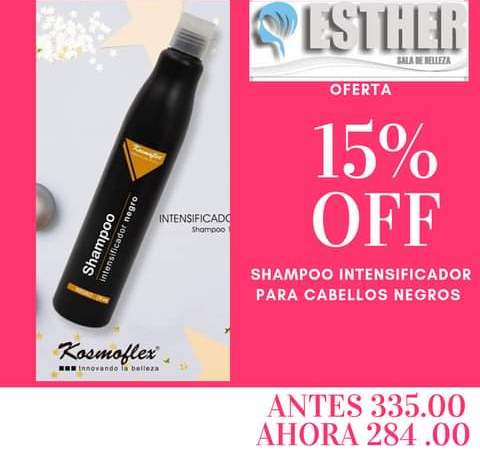 ESTHER
SALA DE BELLEZA
OFERTA
15%
OFF
SHAMPOO INTENSIFICADOR
PARA CABELLOS NEGROS
Kosmoflex
Shampoo
intensificador negro
INTENSIFICADO
Shampoo
Kosmoflex®
Innovando la belleza
ANTES 335.00
AHORA 284 .00